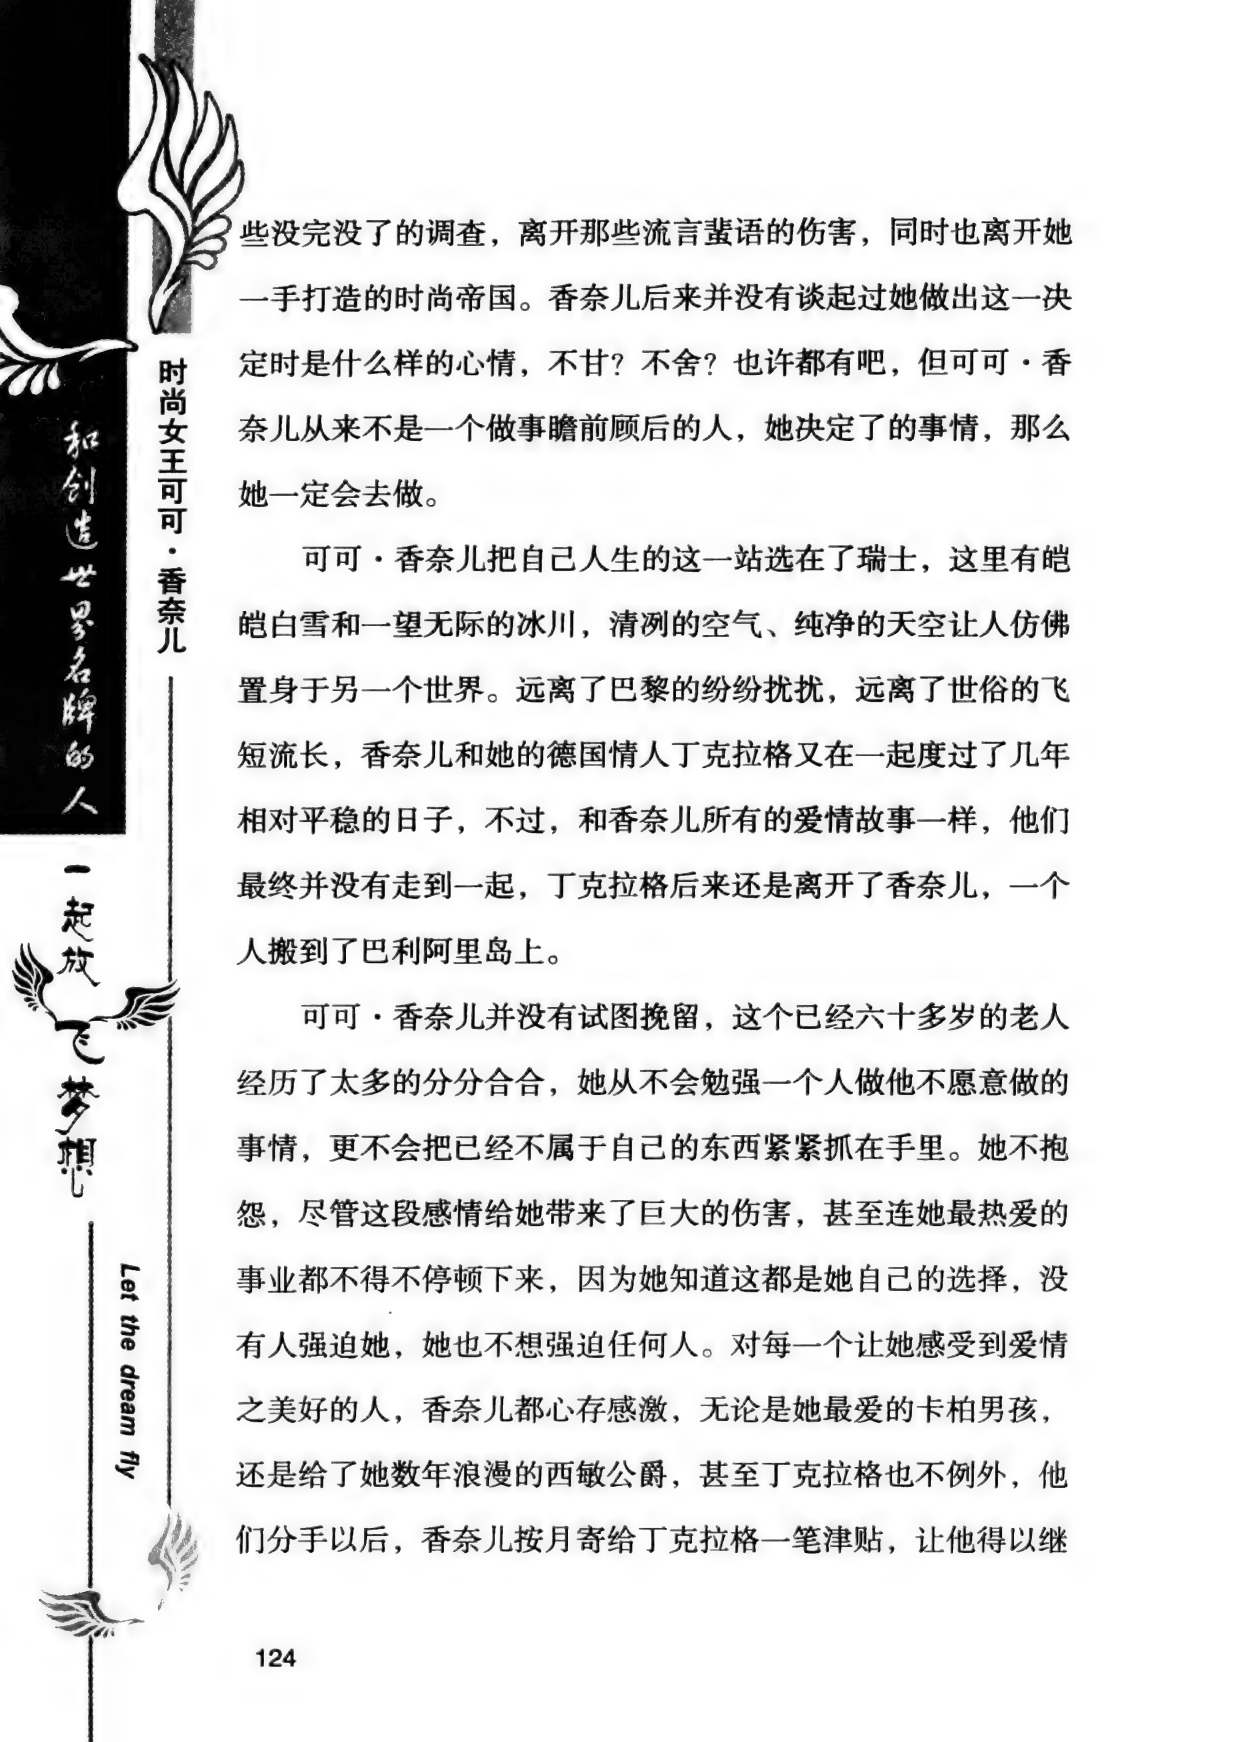 些没完没了的调查，离开那些流言蜚语的伤害，同时也离开她
一手打造的时尚帝国。香奈儿后来并没有谈起过她做出这一决
定时是什么样的心情，不甘？不舍？也许都有吧，但可可·香
奈儿从来不是一个做事瞻前顾后的人，她决定了的事情，那么
她一定会去做。
可可·香奈儿把自己人生的这一站选在了瑞士，这里有皑
皑白雪和一望无际的冰川，清冽的空气、纯净的天空让人仿佛
置身于另一个世界。远离了巴黎的纷纷扰扰，远离了世俗的飞
短流长，香奈儿和她的德国情人丁克拉格又在一起度过了几年
相对平稳的日子，不过，和香奈儿所有的爱情故事一样，他们
最终并没有走到一起，丁克拉格后来还是离开了香奈儿，一个
人搬到了巴利阿里岛上。
可可·香奈儿并没有试图挽留，这个已经六十多岁的老人
经历了太多的分分合合，她从不会勉强一个人做他不愿意做的
事情，更不会把已经不属于自己的东西紧紧抓在手里。她不抱
怨，尽管这段感情给她带来了巨大的伤害，甚至连她最热爱的
事业都不得不停顿下来，因为她知道这都是她自己的选择，没
有人强迫她，她也不想强迫任何人。对每一个让她感受到爱情
之美好的人，香奈儿都心存感激，无论是她最爱的卡柏男孩，
还是给了她数年浪漫的西敏公爵，甚至丁克拉格也不例外，他
们分手以后，香奈儿按月寄给丁克拉格一笔津贴，让他得以继
时尚女王可可·香奈儿
和创造世界名牌的人
一起放飞梦想
Let the dream fly
124